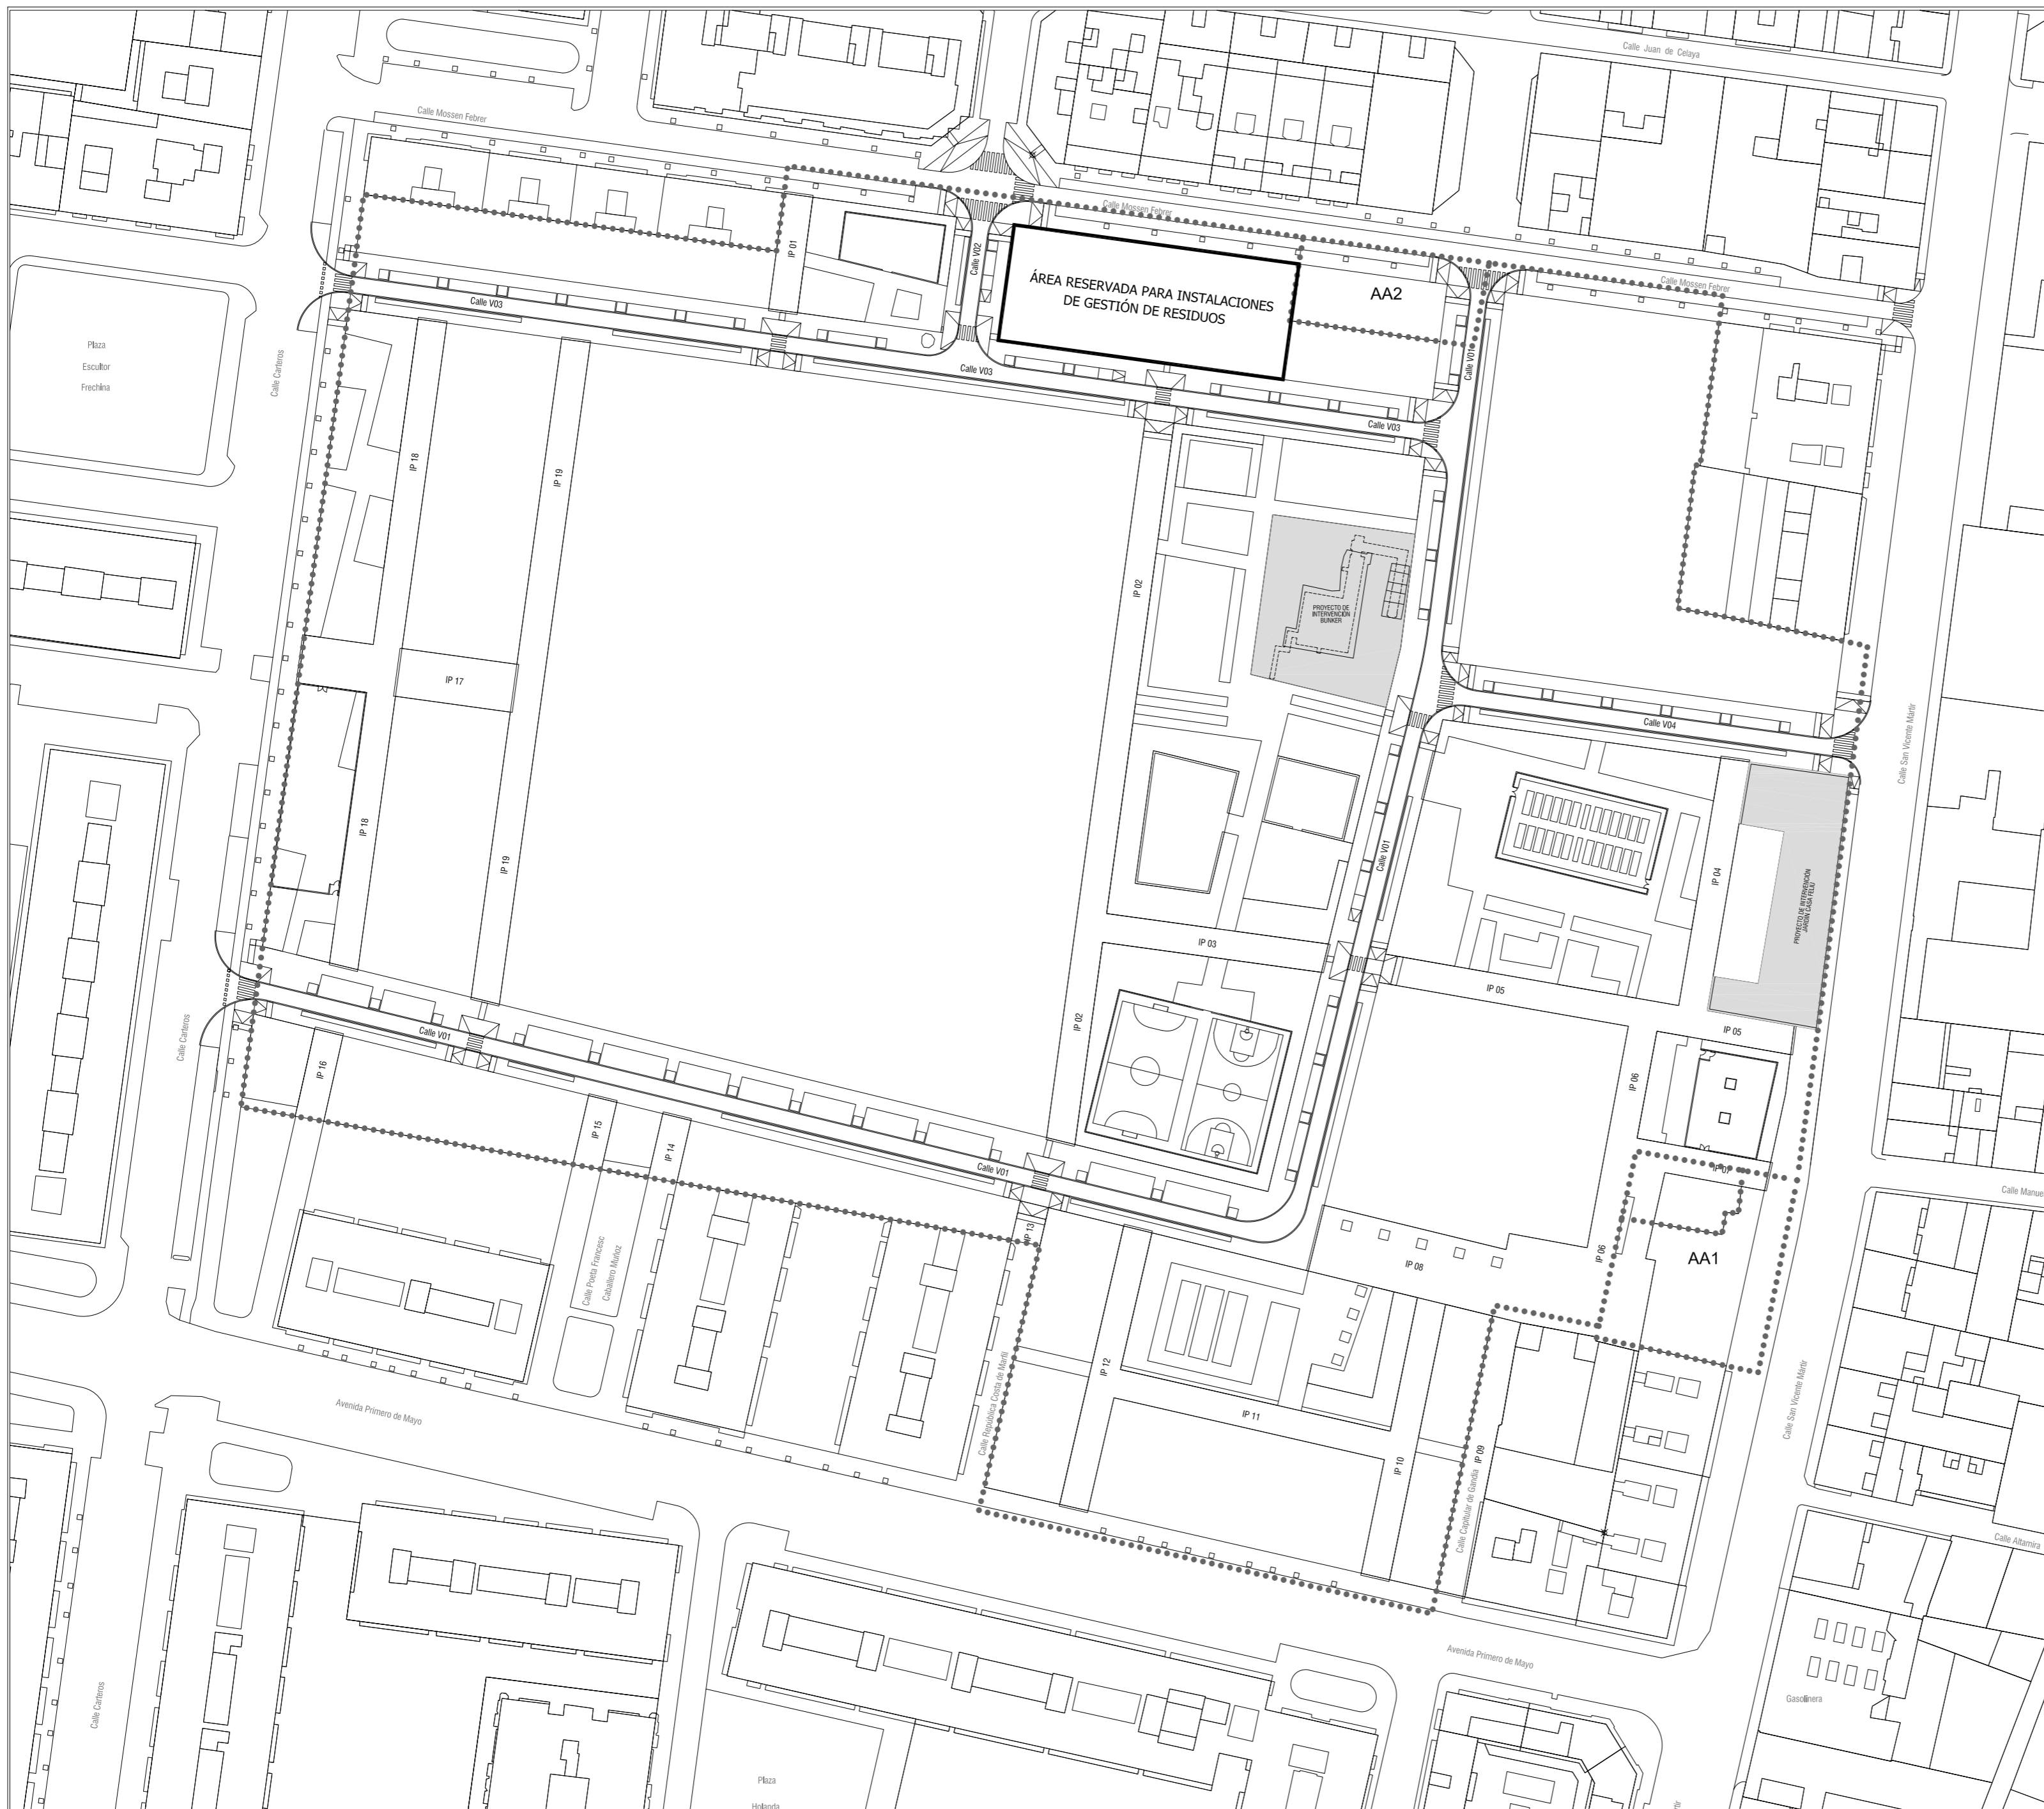 Calle Juan de Celaya
Calle Mossen Febrer
Calle Mossen Febrer
Calle Mossen Febrer
IP 01
Calle V02
ÁREA RESERVADA PARA INSTALACIONES
DE GESTIÓN DE RESIDUOS
AA2
Calle V03
Calle V03
Calle V03
Calle V01
Plaza
Escultor
Frechina
Calle Carteros
IP 18
IP 19
IP 02
PROYECTO DE
INTERVENCIÓN
BUNKER
IP 17
Calle V04
Calle San Vicente Mártir
IP 18
IP 19
Calle V01
IP 04
PROYECTO DE INTERVENCIÓN
JARDÍN CASA FELIU
IP 03
IP 05
IP 05
IP 02
Calle Carteros
Calle V01
IP 16
IP 15
IP 14
IP 06
IP 07
Calle V01
Calle Manue
IP 13
IP 06
AA1
IP 08
Calle Poeta Francesc
Caballero Muñoz
IP 12
Calle República Costa de Marfil
IP 11
Avenida Primero de Mayo
IP 10
IP 09
Calle Capitular de Gandia
Calle San Vicente Mártir
Calle Altamira
Avenida Primero de Mayo
Calle Carteros
Gasolinera
Plaza
Holanda